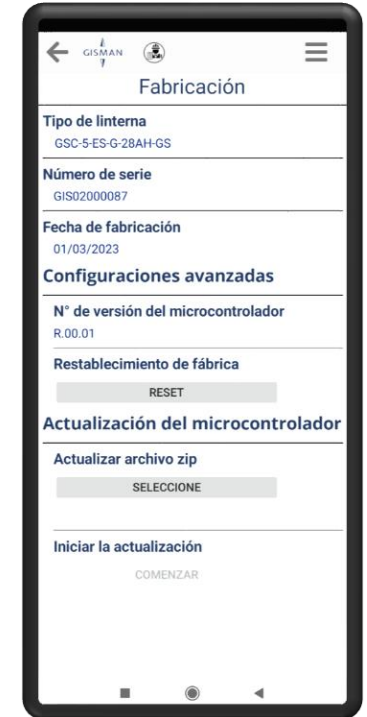 GISMAN
Fabricación
Tipo de linterna
GSC-5-ES-G-28AH-GS
Número de serie
GIS02000087
Fecha de fabricación
01/03/2023
Configuraciones avanzadas
N° de versión del microcontrolador
R.00.01
Restablecimiento de fábrica
RESET
Actualización del microcontrolador
Actualizar archivo zip
SELECCIONE
Iniciar la actualización
COMENZAR